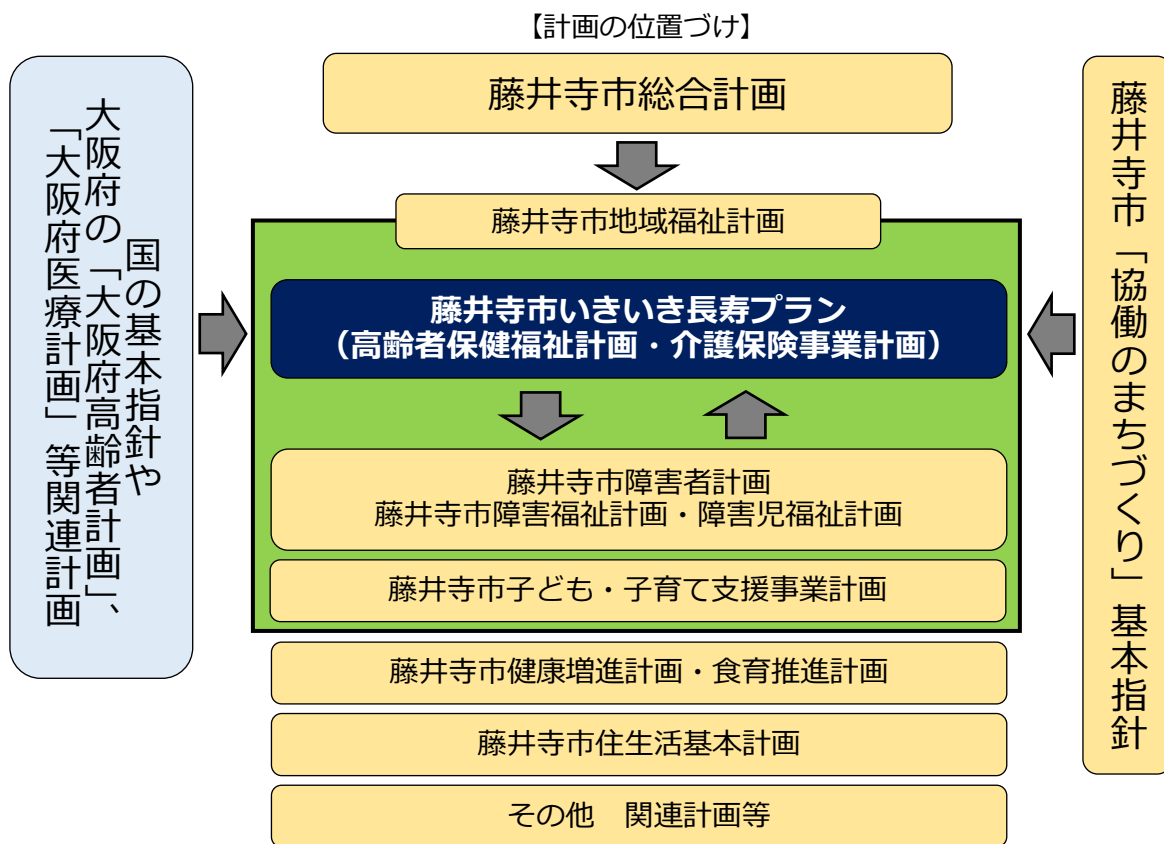 【計画の位置づけ】
藤井寺市総合計画
国の基本指針や
大阪府の「大阪府高齢者計画」、
「大阪府医療計画」等関連計画
藤井寺市地域福祉計画
藤井寺市いきいき長寿プラン
（高齢者保健福祉計画・介護保険事業計画）
藤井寺市障害者計画
藤井寺市障害福祉計画・障害児福祉計画
藤井寺市子ども・子育て支援事業計画
藤井寺市健康増進計画・食育推進計画
藤井寺市住生活基本計画
その他　関連計画等
藤井寺市「協働のまちづくり」基本指針